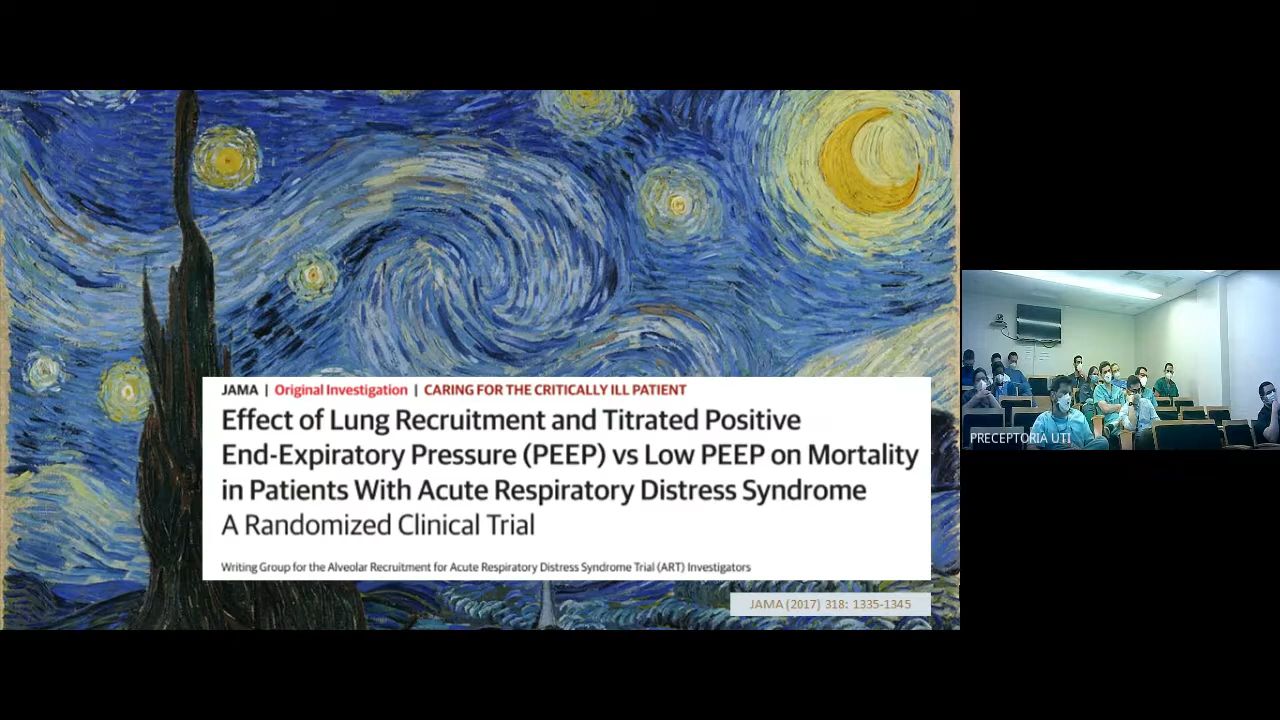 JAMA | Original Investigation | CARING FOR THE CRITICALLY ILL PATIENT
Effect of Lung Recruitment and Titrated Positive
End-Expiratory Pressure (PEEP) vs Low PEEP on Mortality
in Patients With Acute Respiratory Distress Syndrome
A Randomized Clinical Trial
Writing Group for the Alveolar Recruitment for Acute Respiratory Distress Syndrome Trial (ART) Investigators
JAMA (2017) 318: 1335-1345
PRECEPTORIA UTI